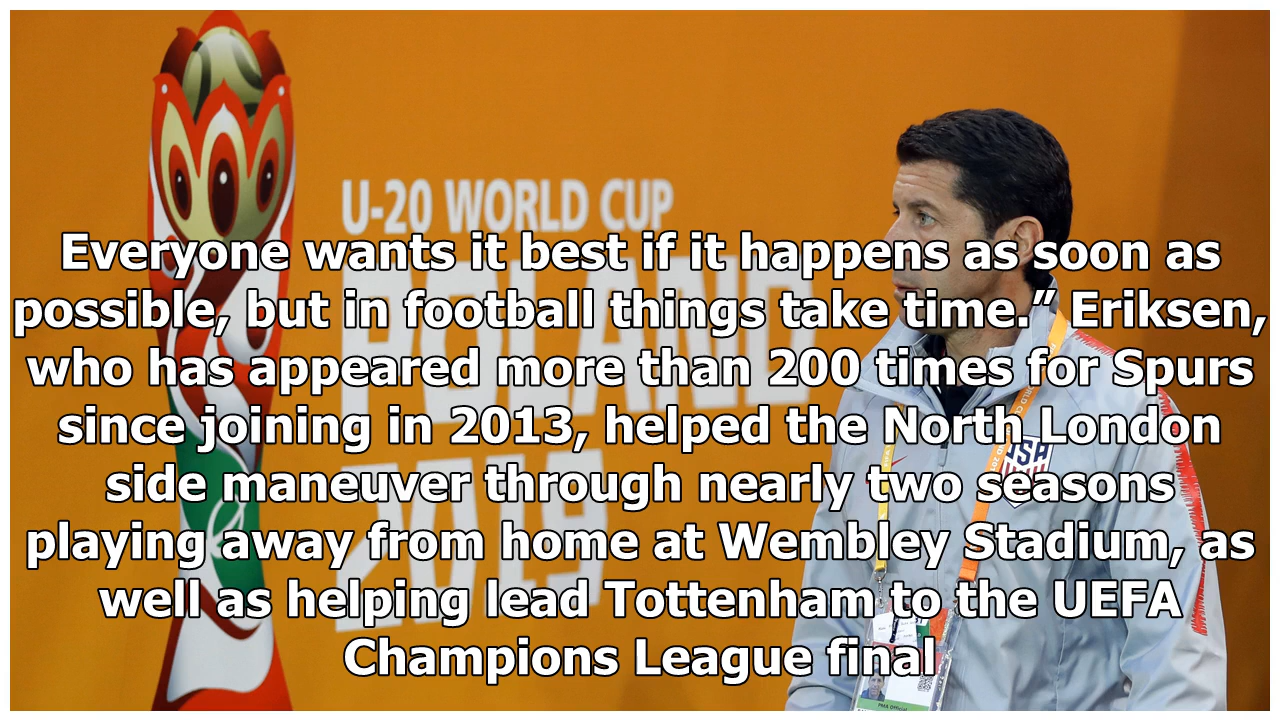 U-20 WORLD CUP
POLAND
2019
Everyone wants it best if it happens as soon as
possible, but in football things take time.” Eriksen,
who has appeared more than 200 times for Spurs
since joining in 2013, helped the North London
side maneuver through nearly two seasons
playing away from home at Wembley Stadium, as
well as helping lead Tottenham to the UEFA
Champions League final
USA